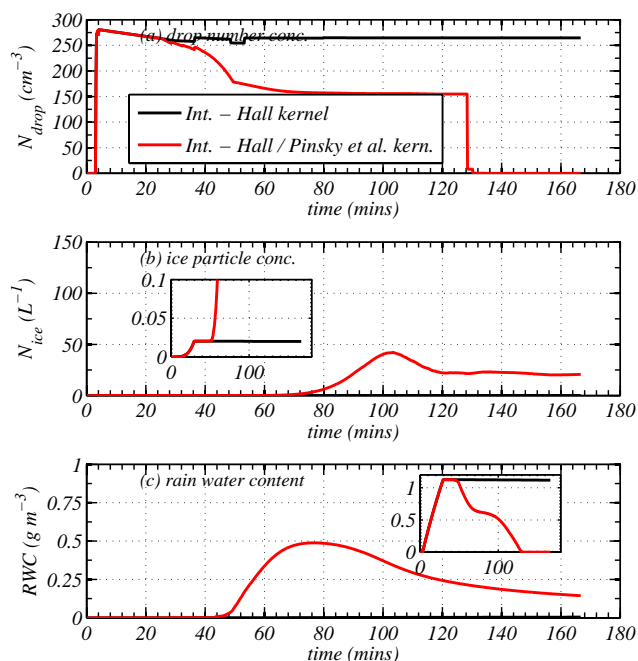 (a) drop number conc.
300
250
200
150
100
50
0
N_drop (cm^−3)
Int. − Hall kernel
Int. − Hall / Pinsky et al. kern.
0 20 40 60 80 100 120 140 160 180
time (mins)
(b) ice particle conc.
150
100
50
0
N_ice (L^−1)
0.1
0.05
0
0 100
0 20 40 60 80 100 120 140 160 180
time (mins)
(c) rain water content
1
0.75
0.5
0.25
0
RWC (g m^−3)
1
0.5
0
0 100
0 20 40 60 80 100 120 140 160 180
time (mins)